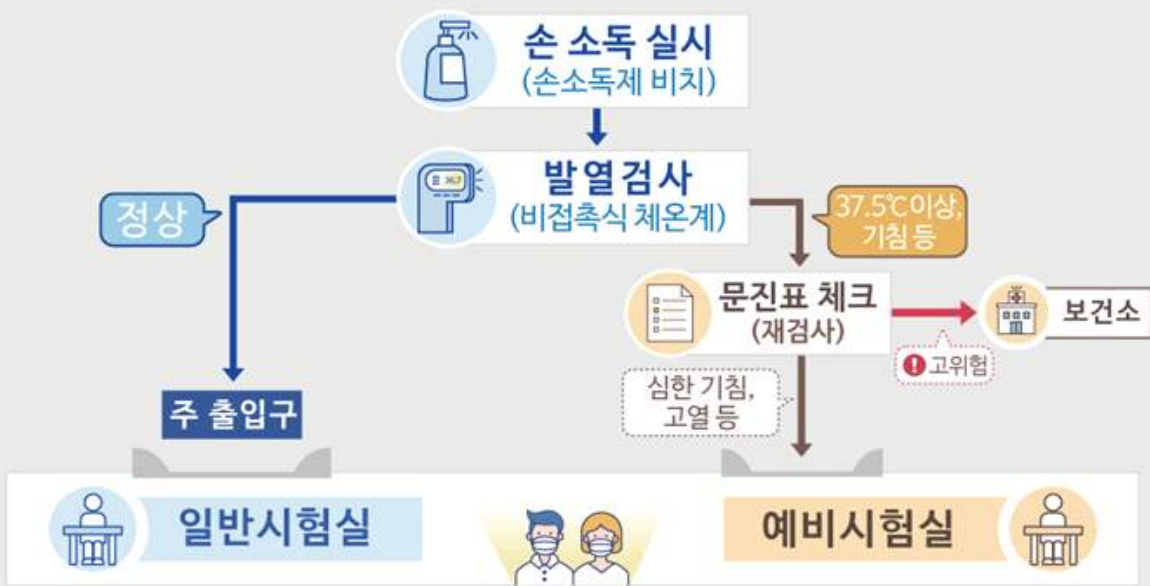 손 소독 실시
(손소독제 비치)
발열검사
(비접촉식 체온계)
정상
37.5℃ 이상,
기침 등
문진표 체크
(재검사)
보건소
고위험
심한 기침,
고열 등
주 출입구
일반시험실
예비시험실